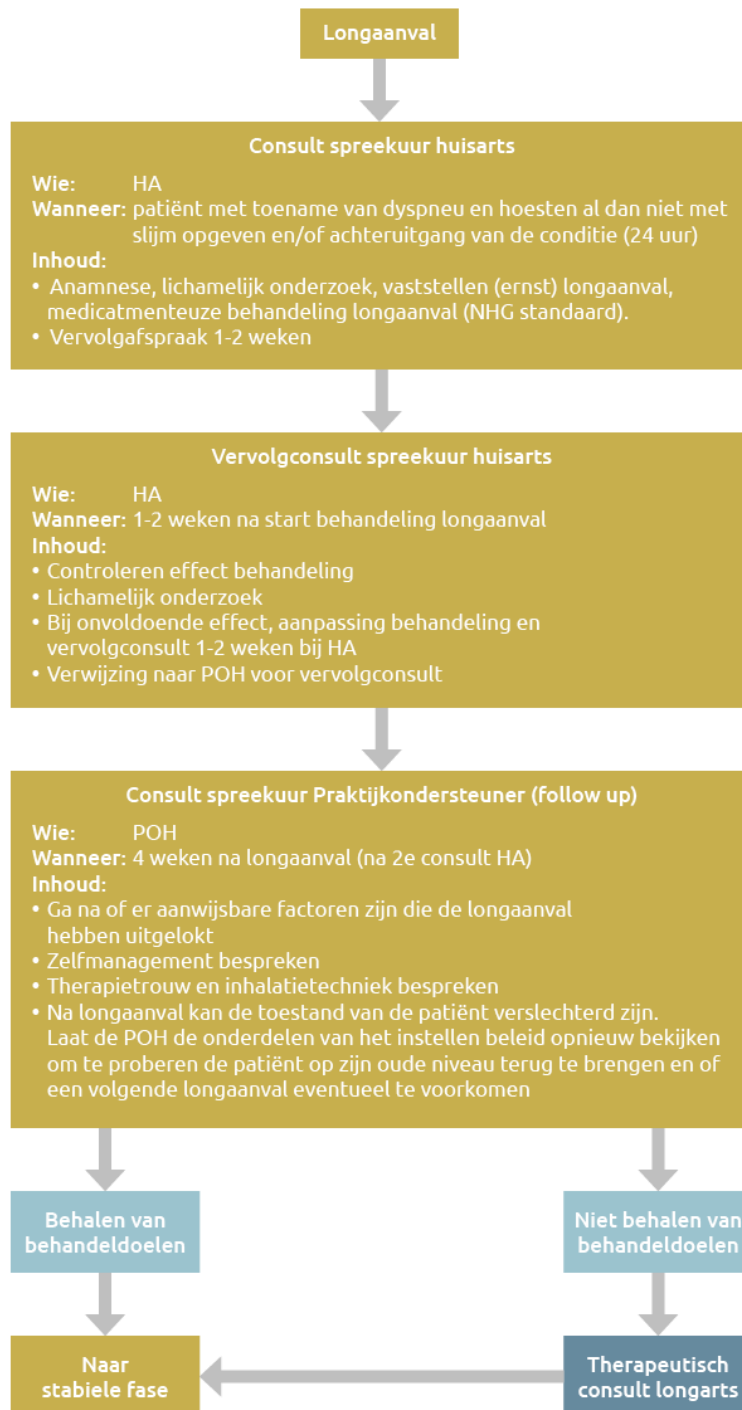 Longaanval
Consult spreekuur huisarts
Wie: HA
Wanneer: patiënt met toename van dyspneu en hoesten al dan niet met
slijm opgeven en/of achteruitgang van de conditie (24 uur)
Inhoud:
• Anamnese, lichamelijk onderzoek, vaststellen (ernst) longaanval,
medicatmenteuze behandeling longaanval (NHG standaard).
• Vervolgafspraak 1-2 weken
Vervolgconsult spreekuur huisarts
Wie: HA
Wanneer: 1-2 weken na start behandeling longaanval
Inhoud:
• Controleren effect behandeling
• Lichamelijk onderzoek
• Bij onvoldoende effect, aanpassing behandeling en
vervolgconsult 1-2 weken bij HA
• Verwijzing naar POH voor vervolgconsult
Consult spreekuur Praktijkondersteuner (follow up)
Wie: POH
Wanneer: 4 weken na longaanval (na 2e consult HA)
Inhoud:
• Ga na of er aanwijsbare factoren zijn die de longaanval
hebben uitgelokt
• Zelfmanagement bespreken
• Therapietrouw en inhalatietechniek bespreken
• Na longaanval kan de toestand van de patiënt verslechterd zijn.
Laat de POH de onderdelen van het instellen beleid opnieuw bekijken
om te proberen de patiënt op zijn oude niveau terug te brengen en of
een volgende longaanval eventueel te voorkomen
Behalen van
behandeldoelen
Niet behalen van
behandeldoelen
Naar
stabiele fase
Therapeutisch
consult longarts